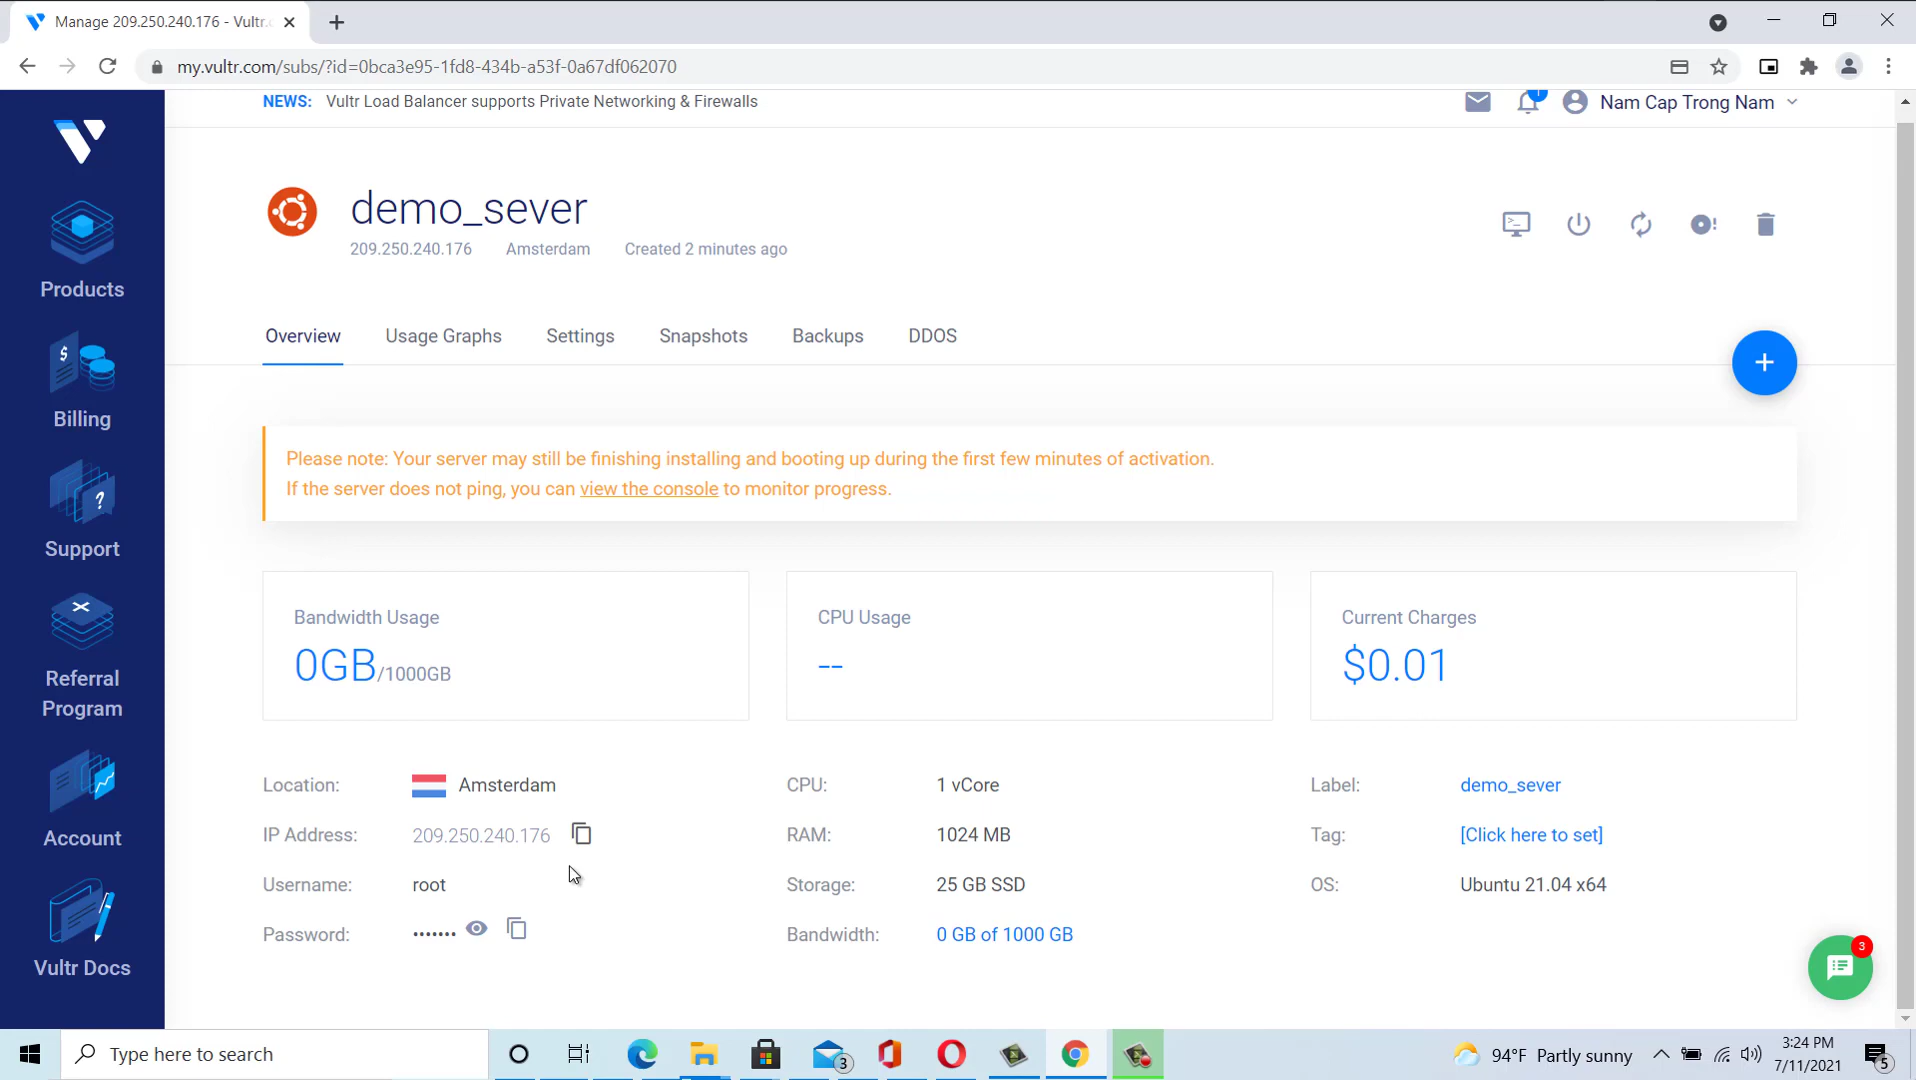 Manage 209.250.240.176 - Vultr.c
my.vultr.com/subs/?id=0bca3e95-1fd8-434b-a53f-0a67df062070
NEWS: Vultr Load Balancer supports Private Networking & Firewalls
Nam Cap Trong Nam
demo_sever
209.250.240.176 Amsterdam Created 2 minutes ago
Products
Billing
Support
Referral
Program
Account
Vultr Docs
Overview Usage Graphs Settings Snapshots Backups DDOS
Please note: Your server may still be finishing installing and booting up during the first few minutes of activation.
If the server does not ping, you can view the console to monitor progress.
Bandwidth Usage
0GB/1000GB
CPU Usage
--
Current Charges
$0.01
Location: Amsterdam
IP Address: 209.250.240.176
Username: root
Password: •••••••
CPU: 1 vCore
RAM: 1024 MB
Storage: 25 GB SSD
Bandwidth: 0 GB of 1000 GB
Label: demo_sever
Tag: [Click here to set]
OS: Ubuntu 21.04 x64
3
Type here to search
3
94°F Partly sunny
3:24 PM
7/11/2021
5